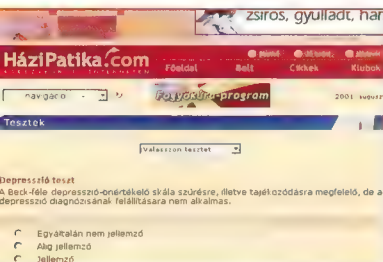 zsíros, gyulladt, har
HáziPatika.com
Főoldal Bolt Cikkek Klubok
navigáció
Fogyókúra-program
2001
Tesztek
Válasszon tesztet
Depresszió teszt
A Beck-féle depresszió-önértékelő skála szűrésre, illetve tájékozódásra megfelelő, de a
depresszió diagnózisának felállítására nem alkalmas.
Egyáltalán nem jellemző
Alig jellemző
Jellemző